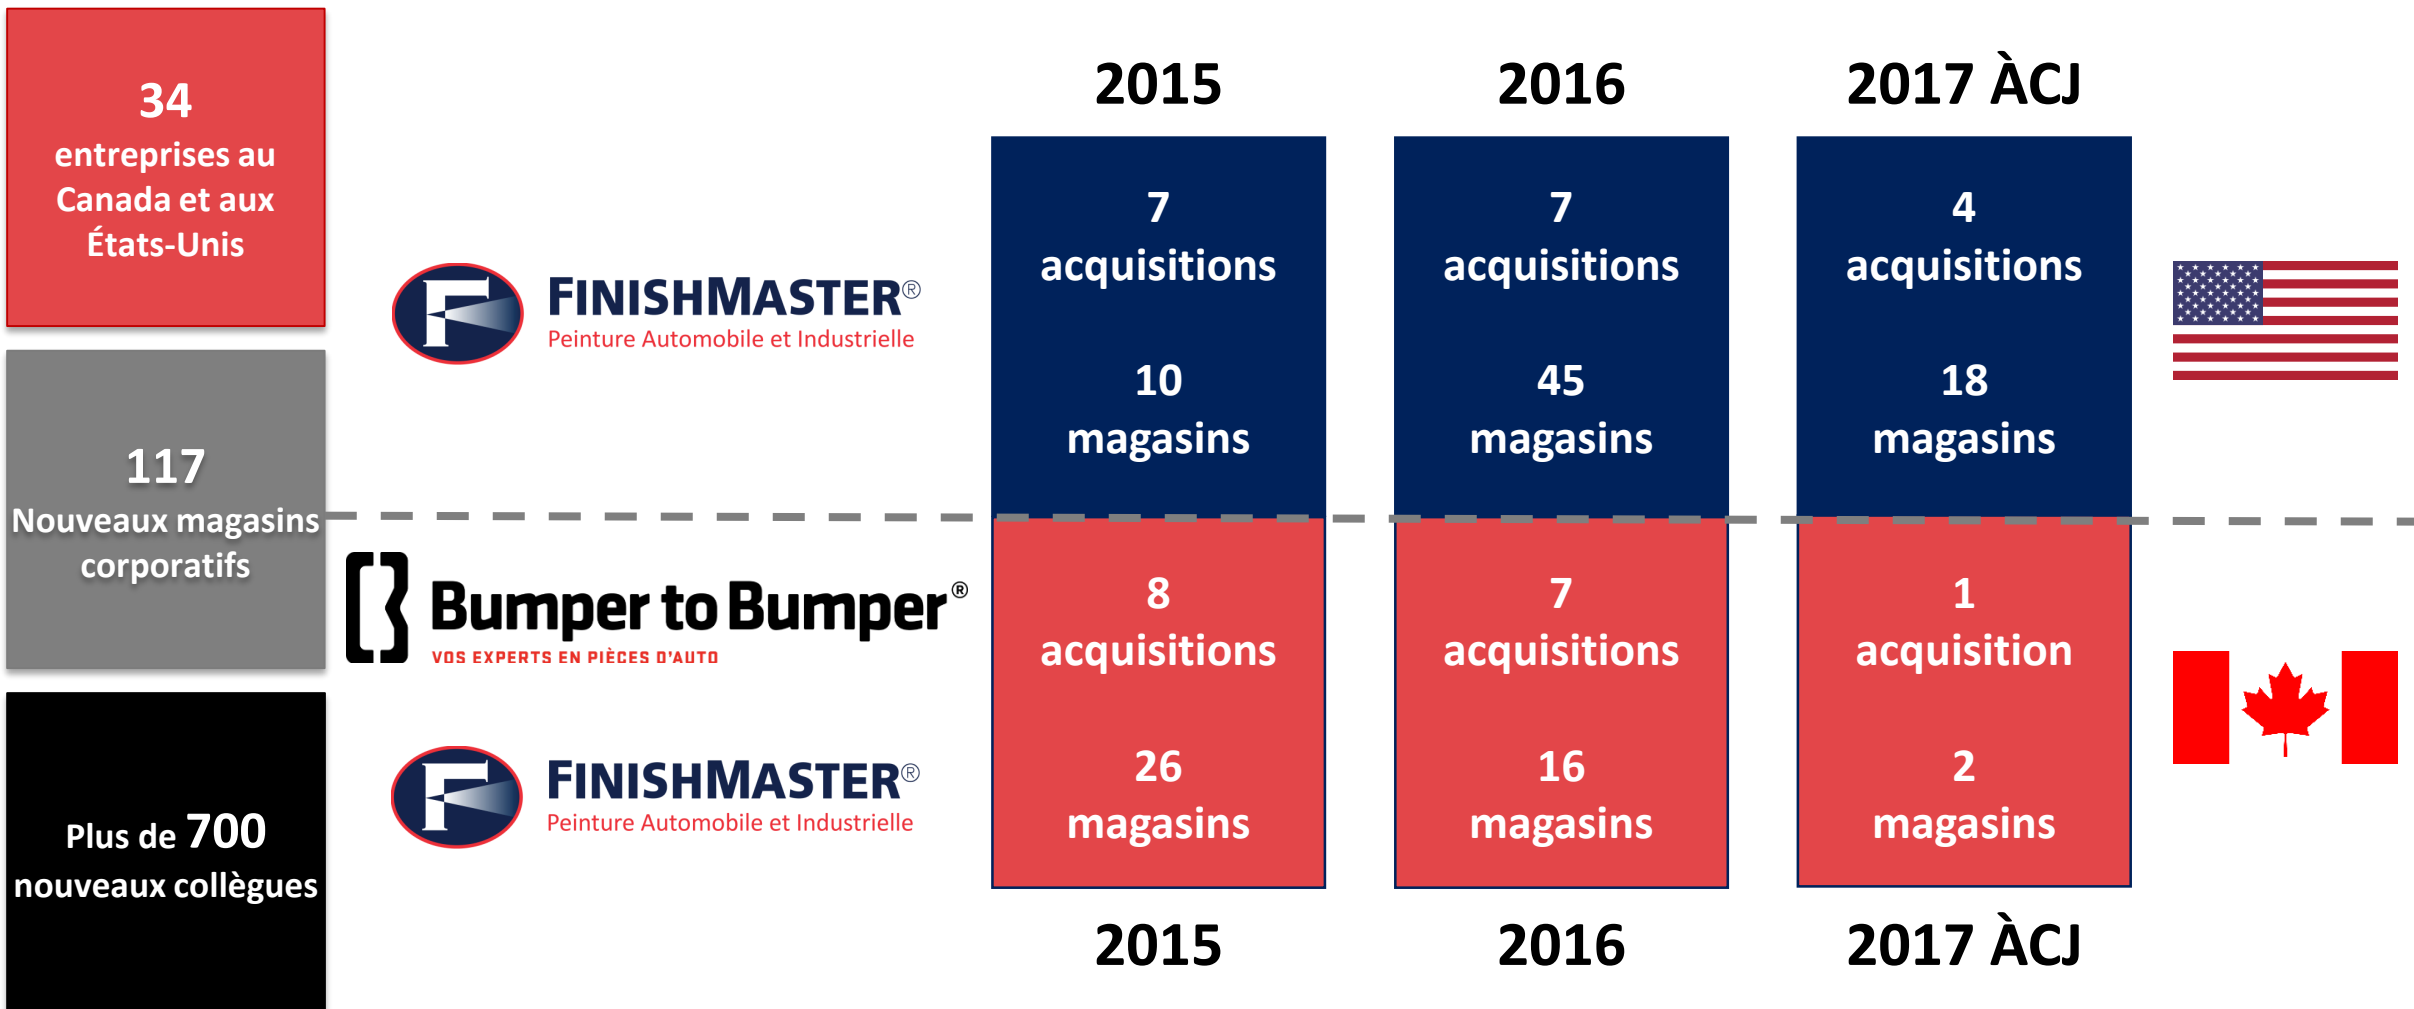 34
entreprises au
Canada et aux
États-Unis
117
Nouveaux magasins
corporatifs
Plus de 700
nouveaux collègues
FINISHMASTER®
Peinture Automobile et Industrielle
Bumper to Bumper®
VOS EXPERTS EN PIÈCES D'AUTO
FINISHMASTER®
Peinture Automobile et Industrielle
2015
7
acquisitions
10
magasins
8
acquisitions
26
magasins
2015
2016
7
acquisitions
45
magasins
7
acquisitions
16
magasins
2016
2017 ÀCJ
4
acquisitions
18
magasins
1
acquisition
2
magasins
2017 ÀCJ